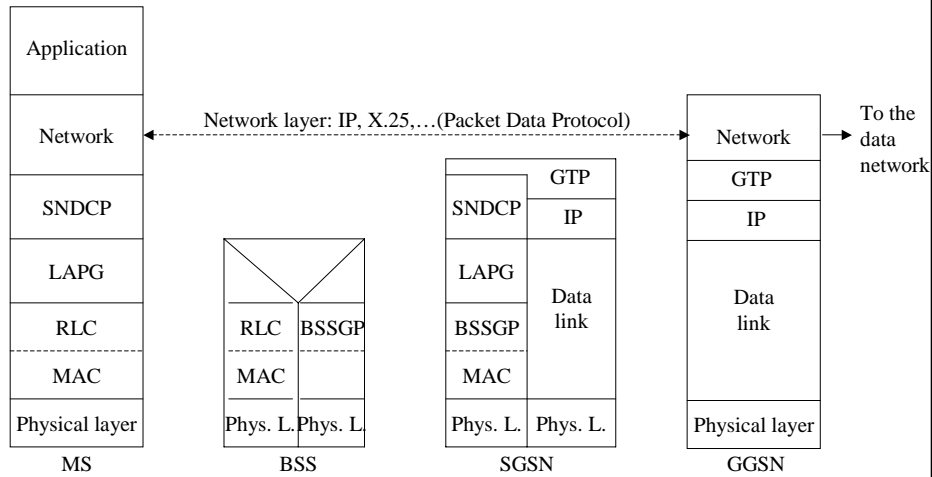 Application
Network
SNDCP
LAPG
RLC
MAC
Physical layer
MS
Network layer: IP, X.25,…(Packet Data Protocol)
RLC
BSSGP
MAC
Phys. L.
Phys. L.
BSS
GTP
SNDCP
IP
LAPG
Data
link
BSSGP
MAC
Phys. L.
Phys. L.
SGSN
Network
GTP
IP
Data
link
Physical layer
GGSN
To the
data
network